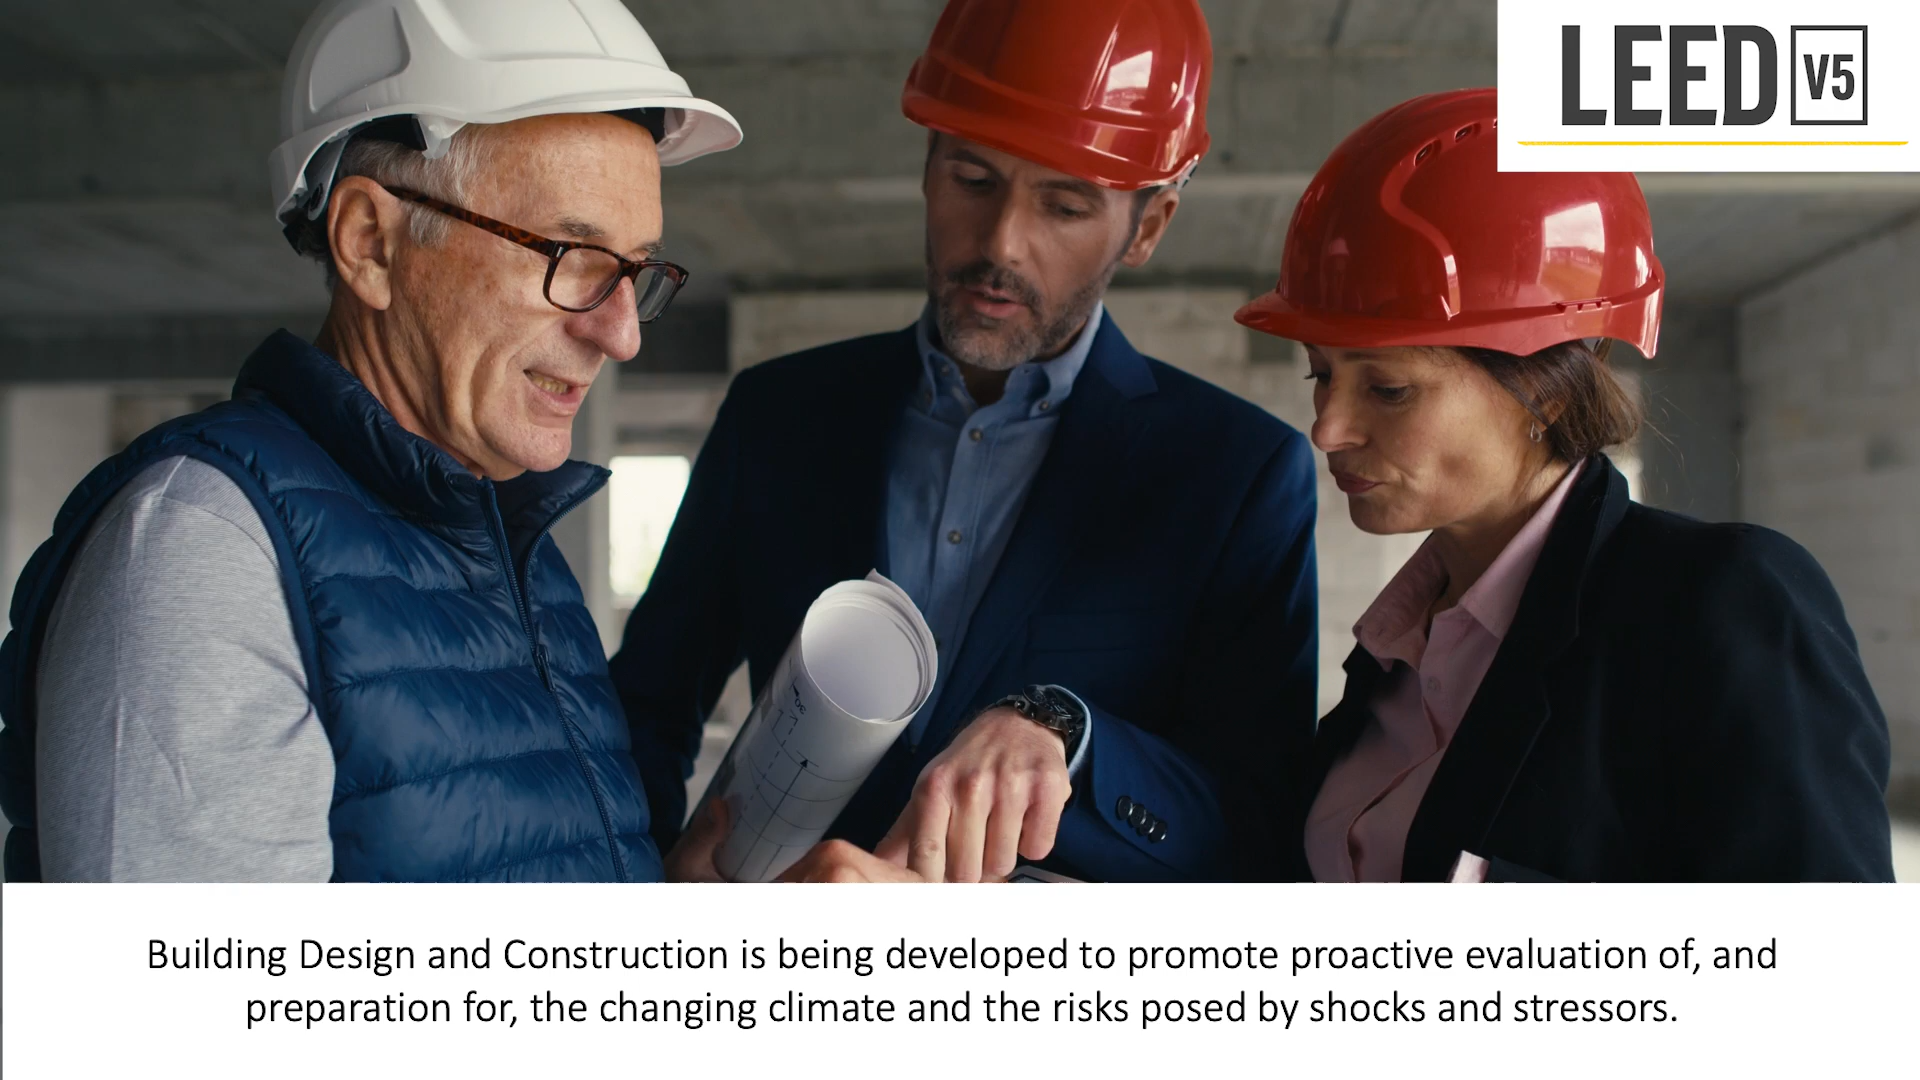 LEED V5
Building Design and Construction is being developed to promote proactive evaluation of, and
preparation for, the changing climate and the risks posed by shocks and stressors.